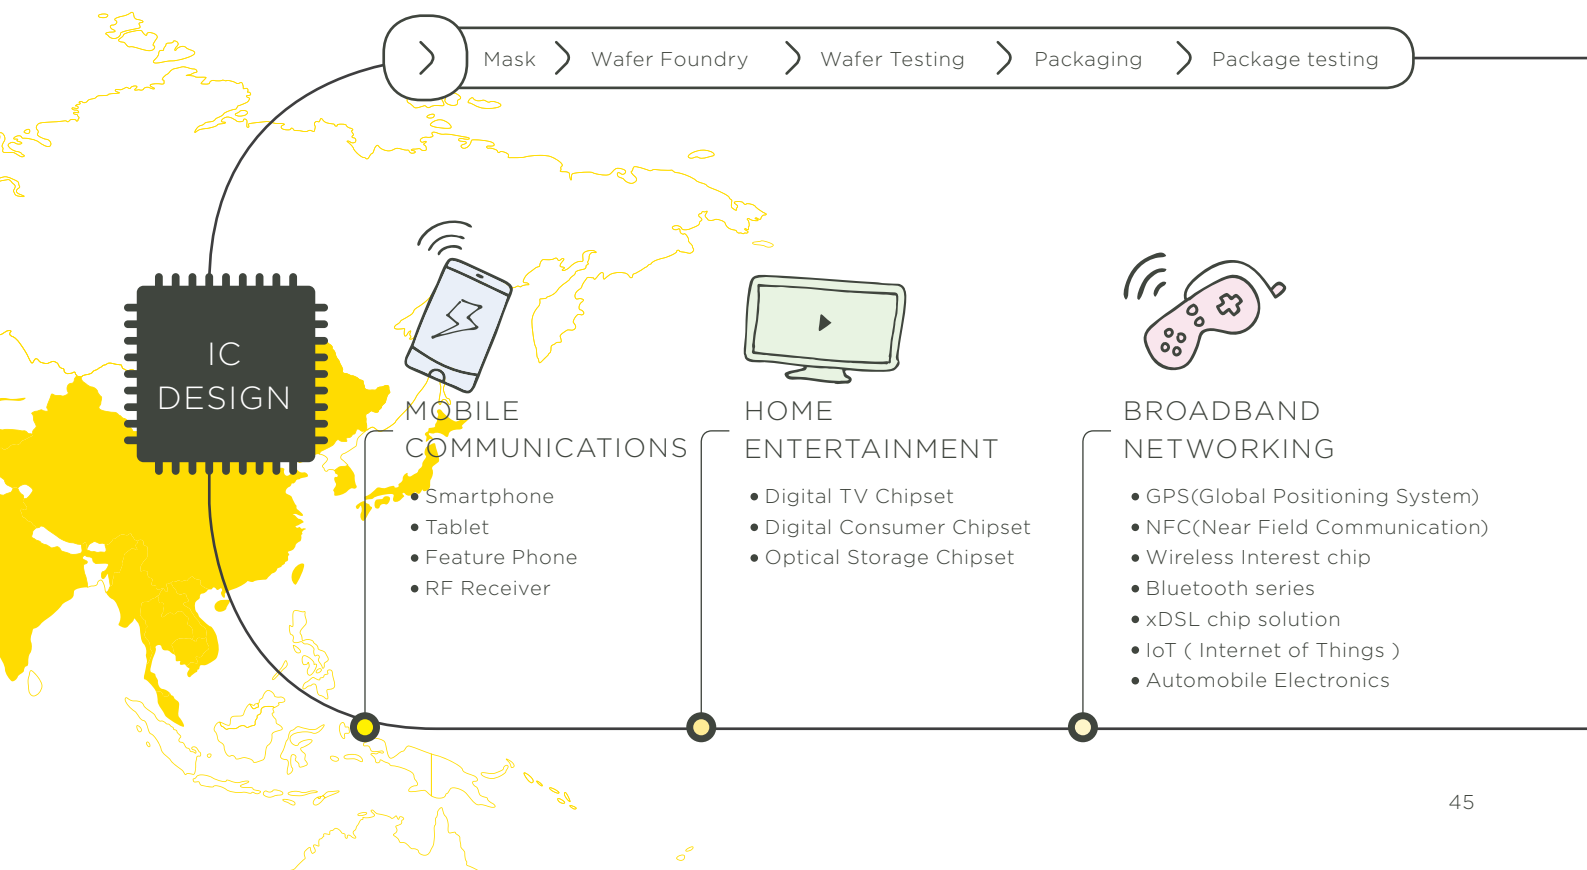 Mask
Wafer Foundry
Wafer Testing
Packaging
Package testing
IC
DESIGN
MOBILE
COMMUNICATIONS
• Smartphone
• Tablet
• Feature Phone
• RF Receiver
HOME
ENTERTAINMENT
• Digital TV Chipset
• Digital Consumer Chipset
• Optical Storage Chipset
BROADBAND
NETWORKING
• GPS(Global Positioning System)
• NFC(Near Field Communication)
• Wireless Interest chip
• Bluetooth series
• xDSL chip solution
• IoT ( Internet of Things )
• Automobile Electronics
45